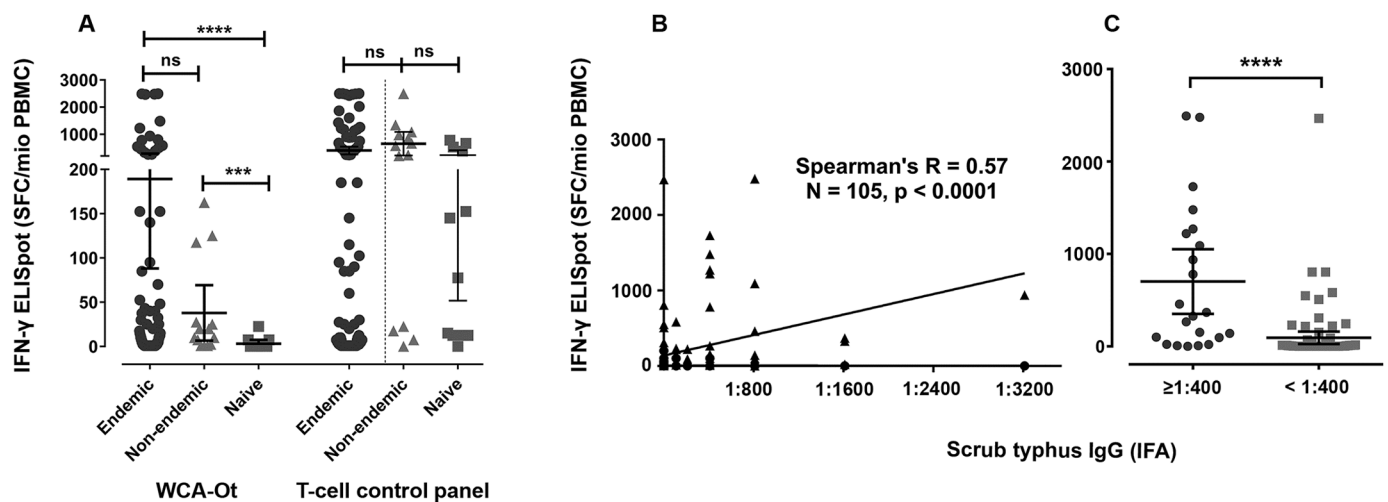 A
B
C
IFN-γ ELISpot (SFC/mio PBMC)
3000
2000
1000
200
150
100
50
0
****
ns
***
ns
ns
Endemic
Non-endemic
Naive
Endemic
Non-endemic
Naive
WCA-Ot
T-cell control panel
IFN-γ ELISpot (SFC/mio PBMC)
3000
2000
1000
0
Spearman's R = 0.57
N = 105, p < 0.0001
1:800
1:1600
1:2400
1:3200
3000
2000
1000
0
****
≥1:400
< 1:400
Scrub typhus IgG (IFA)